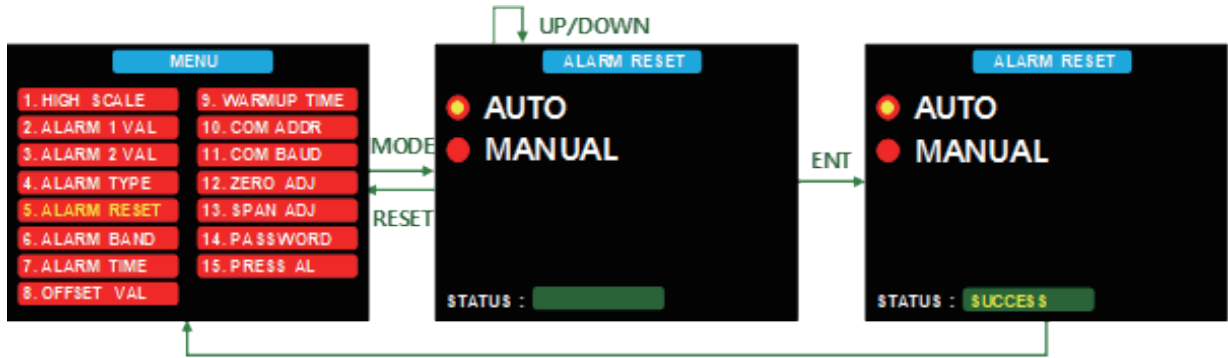 UP/DOWN
MENU
1. HIGH SCALE
2. ALARM 1 VAL
3. ALARM 2 VAL
4. ALARM TYPE
5. ALARM RESET
6. ALARM BAND
7. ALARM TIME
8. OFFSET VAL
9. WARMUP TIME
10. COM ADDR
11. COM BAUD
12. ZERO ADJ
13. SPAN ADJ
14. PASSWORD
15. PRESS AL
MODE
RESET
ALARM RESET
AUTO
MANUAL
STATUS :
ENT
ALARM RESET
AUTO
MANUAL
STATUS : SUCCESS